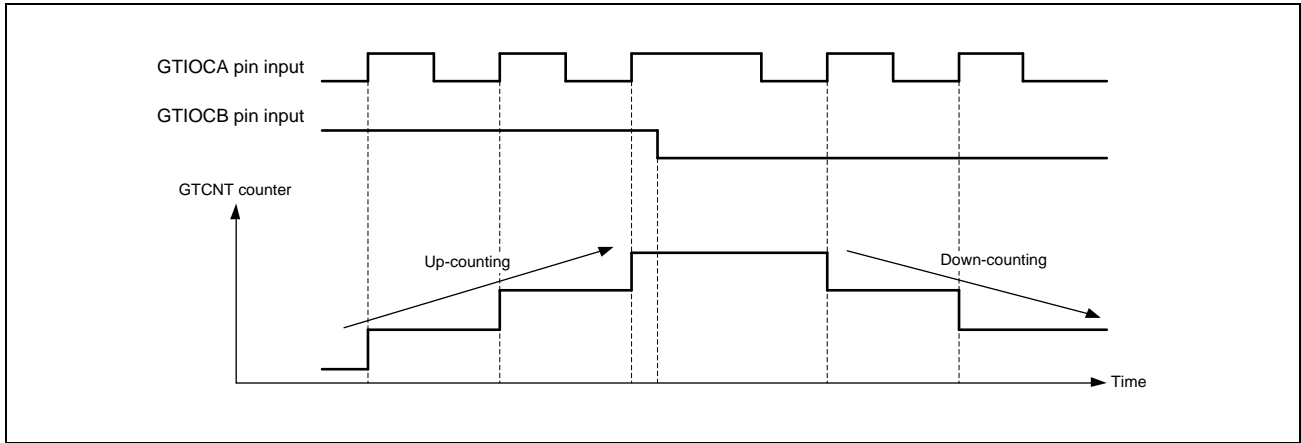 GTIOCA pin input
GTIOCB pin input
GTCNT counter
Up-counting
Down-counting
Time